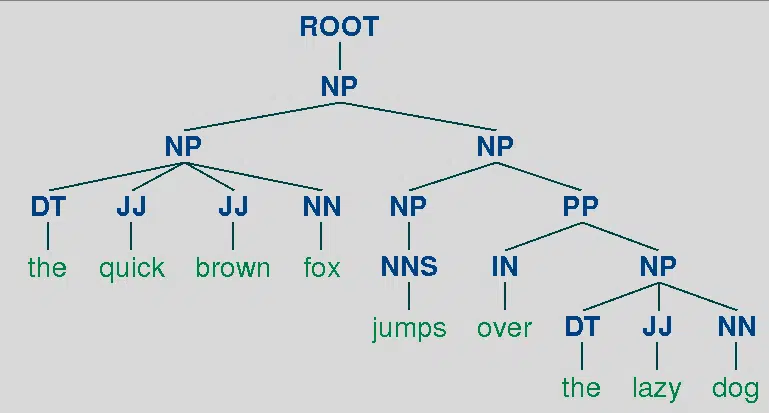 ROOT
NP
NP NP
DT JJ JJ NN NP PP
the quick brown fox NNS IN NP
jumps over DT JJ NN
the lazy dog